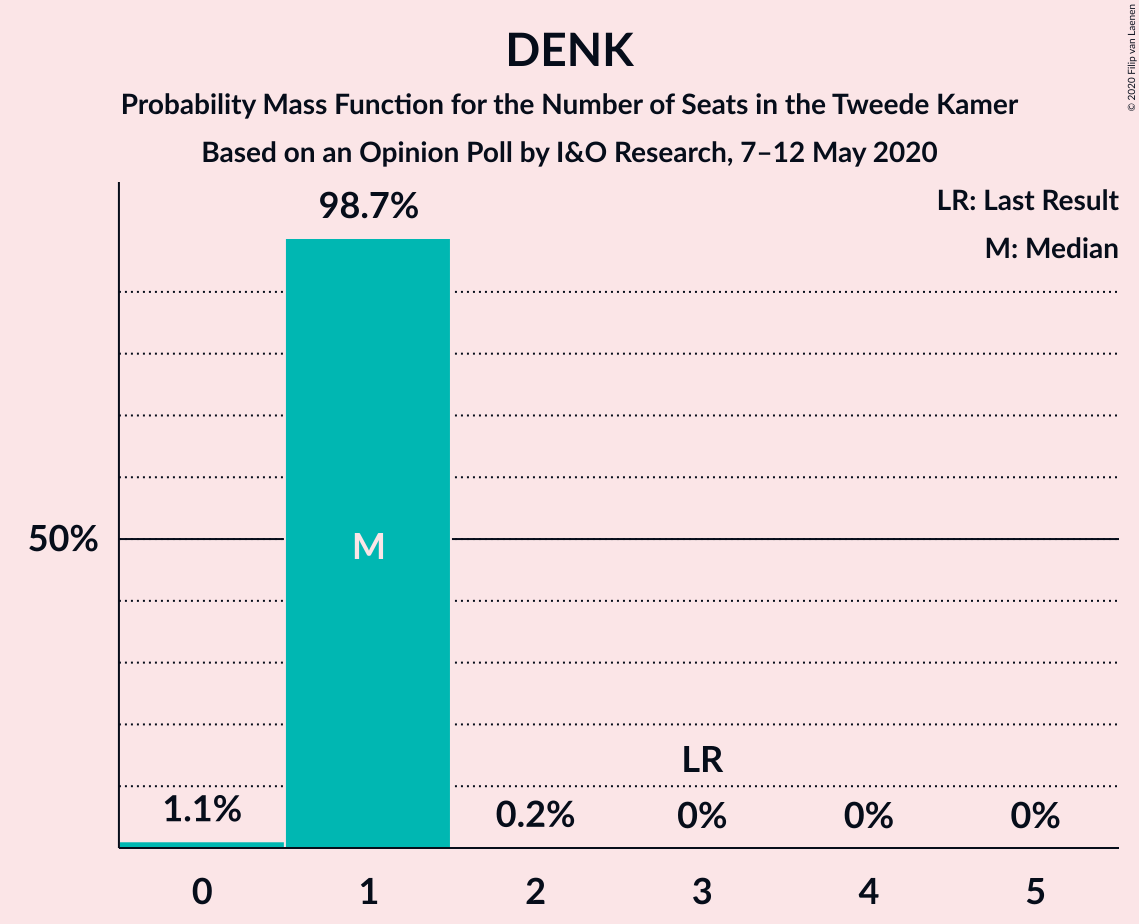 DENK
Probability Mass Function for the Number of Seats in the Tweede Kamer
Based on an Opinion Poll by I&O Research, 7–12 May 2020
© 2020 Filip van Laenen
LR: Last Result
M: Median
98.7%
50%
M
LR
1.1%
0.2%
0%
0%
0%
0 1 2 3 4 5